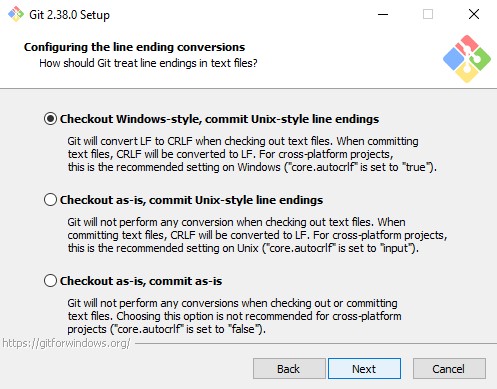 Git 2.38.0 Setup
Configuring the line ending conversions
How should Git treat line endings in text files?
Checkout Windows-style, commit Unix-style line endings
Git will convert LF to CRLF when checking out text files. When committing
text files, CRLF will be converted to LF. For cross-platform projects,
this is the recommended setting on Windows ("core.autocrlf" is set to "true").
Checkout as-is, commit Unix-style line endings
Git will not perform any conversion when checking out text files. When
committing text files, CRLF will be converted to LF. For cross-platform projects,
this is the recommended setting on Unix ("core.autocrlf" is set to "input").
Checkout as-is, commit as-is
Git will not perform any conversions when checking out or committing
text files. Choosing this option is not recommended for cross-platform
projects ("core.autocrlf" is set to "false").
https://gitforwindows.org/
Back Next Cancel